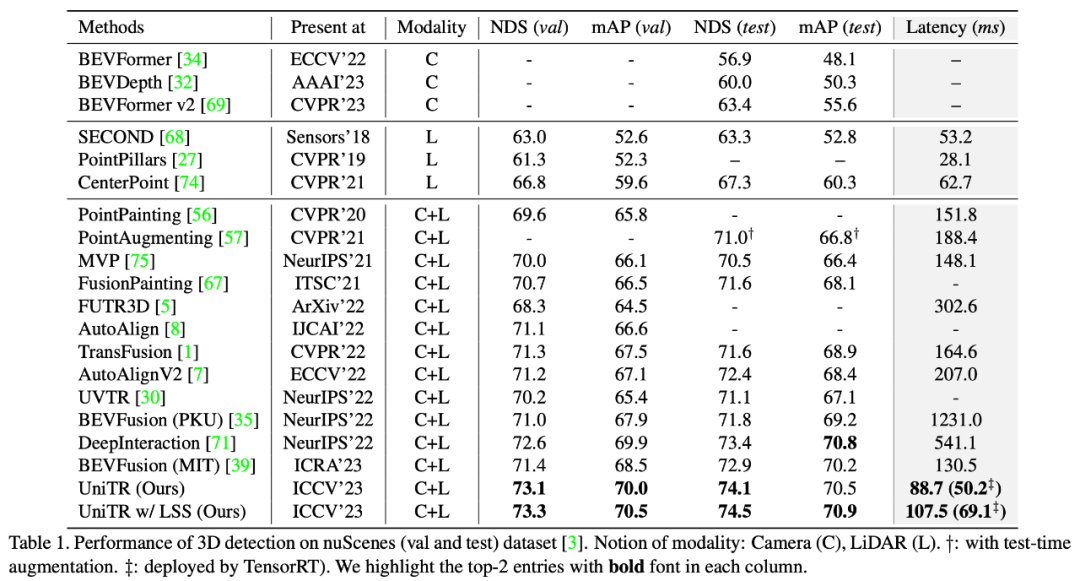 Methods Present at Modality NDS (val) mAP (val) NDS (test) mAP (test) Latency (ms)
BEVFormer [34] ECCV'22 C - - 56.9 48.1 –
BEVDepth [32] AAAI'23 C - - 60.0 50.3 –
BEVFormer v2 [69] CVPR'23 C - - 63.4 55.6 –
SECOND [68] Sensors'18 L 63.0 52.6 63.3 52.8 53.2
PointPillars [27] CVPR'19 L 61.3 52.3 – – 28.1
CenterPoint [74] CVPR'21 L 66.8 59.6 67.3 60.3 62.7
PointPainting [56] CVPR'20 C+L 69.6 65.8 - - 151.8
PointAugmenting [57] CVPR'21 C+L - - 71.0† 66.8† 188.4
MVP [75] NeurIPS'21 C+L 70.0 66.1 70.5 66.4 148.1
FusionPainting [67] ITSC'21 C+L 70.7 66.5 71.6 68.1 -
FUTR3D [5] ArXiv'22 C+L 68.3 64.5 - - 302.6
AutoAlign [8] IJCAI'22 C+L 71.1 66.6 - - -
TransFusion [1] CVPR'22 C+L 71.3 67.5 71.6 68.9 164.6
AutoAlignV2 [7] ECCV'22 C+L 71.2 67.1 72.4 68.4 207.0
UVTR [30] NeurIPS'22 C+L 70.2 65.4 71.1 67.1 -
BEVFusion (PKU) [35] NeurIPS'22 C+L 71.0 67.9 71.8 69.2 1231.0
DeepInteraction [71] NeurIPS'22 C+L 72.6 69.9 73.4 70.8 541.1
BEVFusion (MIT) [39] ICRA'23 C+L 71.4 68.5 72.9 70.2 130.5
UniTR (Ours) ICCV'23 C+L 73.1 70.0 74.1 70.5 88.7 (50.2‡)
UniTR w/ LSS (Ours) ICCV'23 C+L 73.3 70.5 74.5 70.9 107.5 (69.1‡)
Table 1. Performance of 3D detection on nuScenes (val and test) dataset [3]. Notion of modality: Camera (C), LiDAR (L). †: with test-time
augmentation. ‡: deployed by TensorRT). We highlight the top-2 entries with bold font in each column.